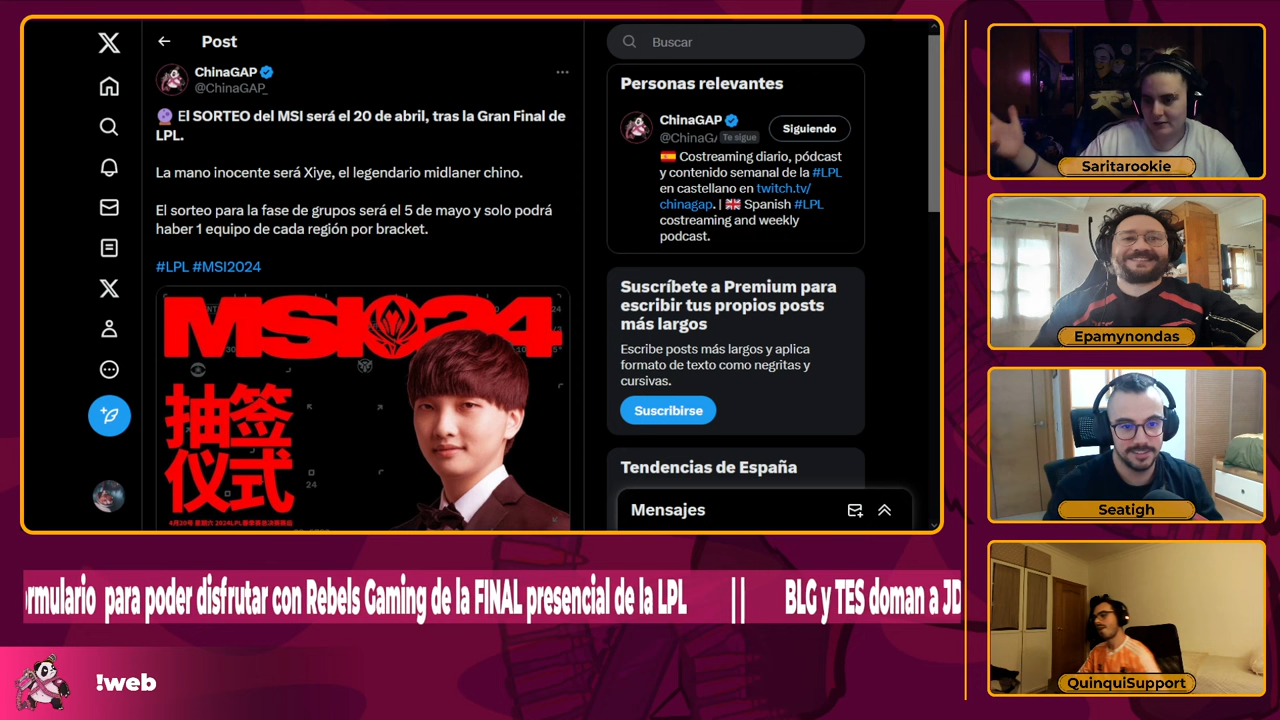 Post
ChinaGAP
@ChinaGAP_
El SORTEO del MSI será el 20 de abril, tras la Gran Final de
LPL.
La mano inocente será Xiye, el legendario midlaner chino.
El sorteo para la fase de grupos será el 5 de mayo y solo podrá
haber 1 equipo de cada región por bracket.
#LPL #MSI2024
MSI 24
抽签
仪式
Buscar
Personas relevantes
ChinaGAP
@ChinaG
Te sigue
Siguiendo
Costreaming diario, pódcast
y contenido semanal de la #LPL
en castellano en twitch.tv/
chinagap. | Spanish #LPL
costreaming and weekly
podcast.
Suscríbete a Premium para
escribir tus propios posts
más largos
Escribe posts más largos y aplica
formato de texto como negritas y
cursivas.
Suscribirse
Tendencias de España
Mensajes
Saritarookie
Epamynondas
Seatigh
QuinquiSupport
ormulario para poder disfrutar con Rebels Gaming de la FINAL presencial de la LPL || BLG y TES doman a JD
!web